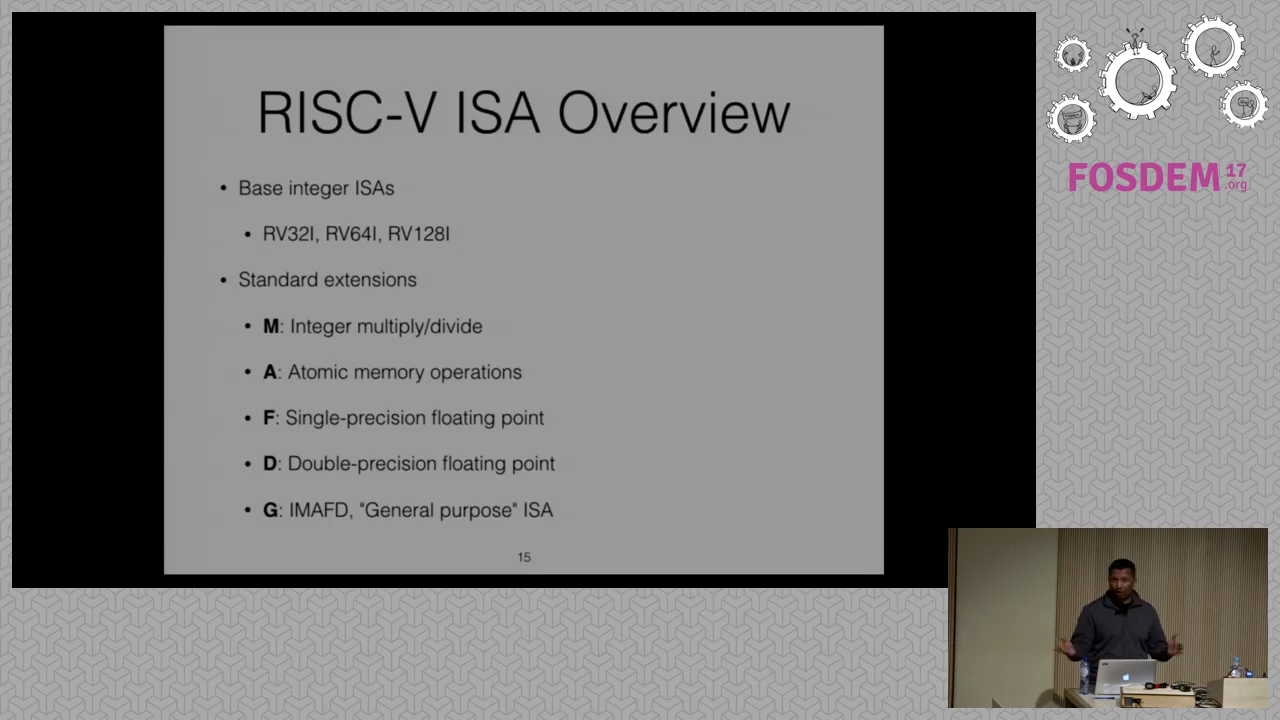 RISC-V ISA Overview
• Base integer ISAs
• RV32I, RV64I, RV128I
• Standard extensions
• M: Integer multiply/divide
• A: Atomic memory operations
• F: Single-precision floating point
• D: Double-precision floating point
• G: IMAFD, "General purpose" ISA
15
FOSDEM 17
.org